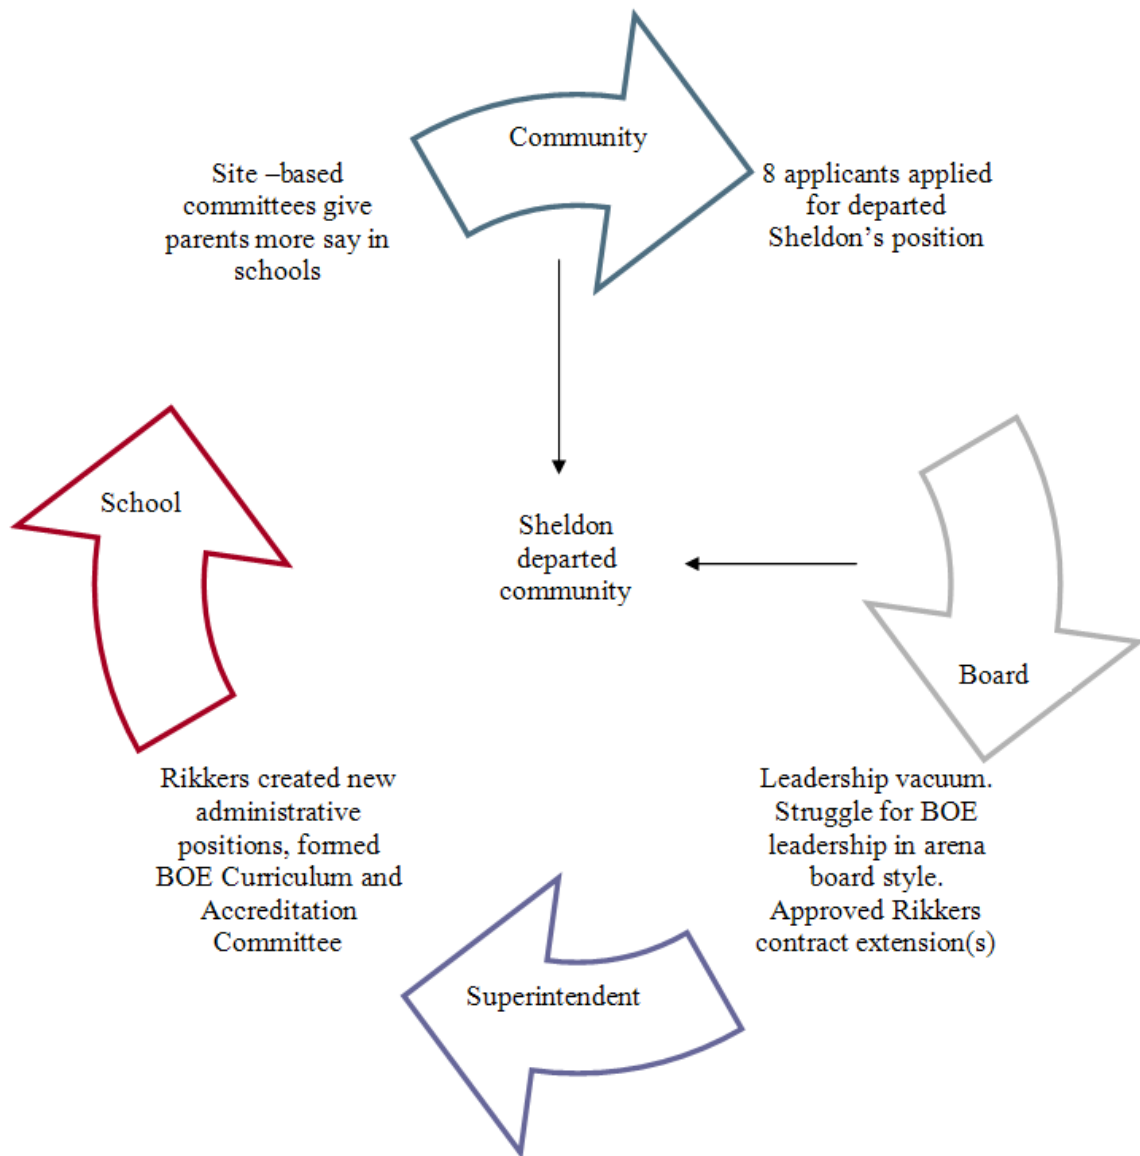 Community
Site –based
committees give
parents more say in
schools
8 applicants applied
for departed
Sheldon’s position
School
Sheldon
departed
community
Board
Rikkers created new
administrative
positions, formed
BOE Curriculum and
Accreditation
Committee
Leadership vacuum.
Struggle for BOE
leadership in arena
board style.
Approved Rikkers
contract extension(s)
Superintendent